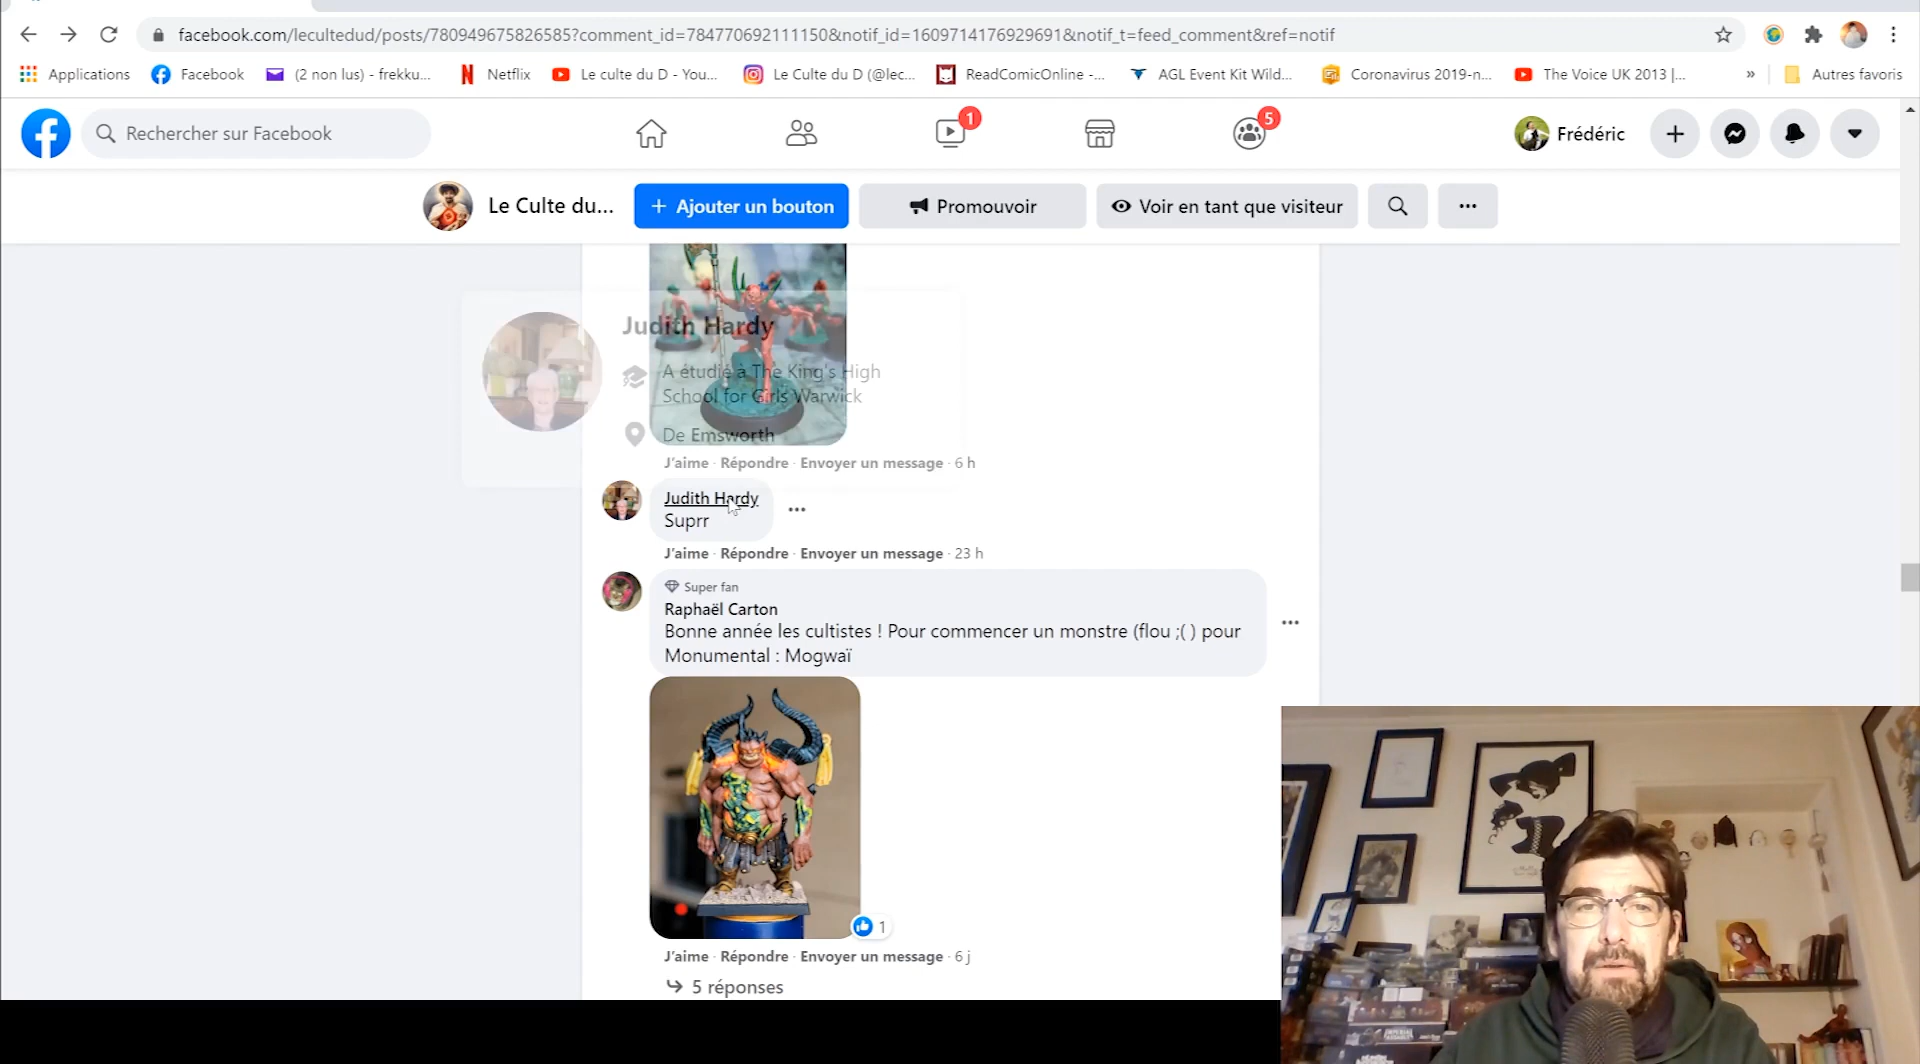 facebook.com/lecultedud/posts/780949675826585?comment_id=784770692111150&notif_id=1609714176929691&notif_t=feed_comment&ref=notif
Applications
Facebook
(2 non lus) - frekku...
Netflix
Le culte du D - You...
Le Culte du D (@lec...
ReadComicOnline -...
AGL Event Kit Wild...
Coronavirus 2019-n...
The Voice UK 2013 |...
»
Autres favoris
Rechercher sur Facebook
1
5
Frédéric
Le Culte du...
+ Ajouter un bouton
Promouvoir
Voir en tant que visiteur
Judith Hardy
A étudié à The King's High
School for Girls Warwick
De Emsworth
J'aime · Répondre · Envoyer un message · 6 h
Judith Hardy
Suprr
J'aime · Répondre · Envoyer un message · 23 h
Super fan
Raphaël Carton
Bonne année les cultistes ! Pour commencer un monstre (flou ;( ) pour
Monumental : Mogwaï
1
J'aime · Répondre · Envoyer un message · 6 j
5 réponses